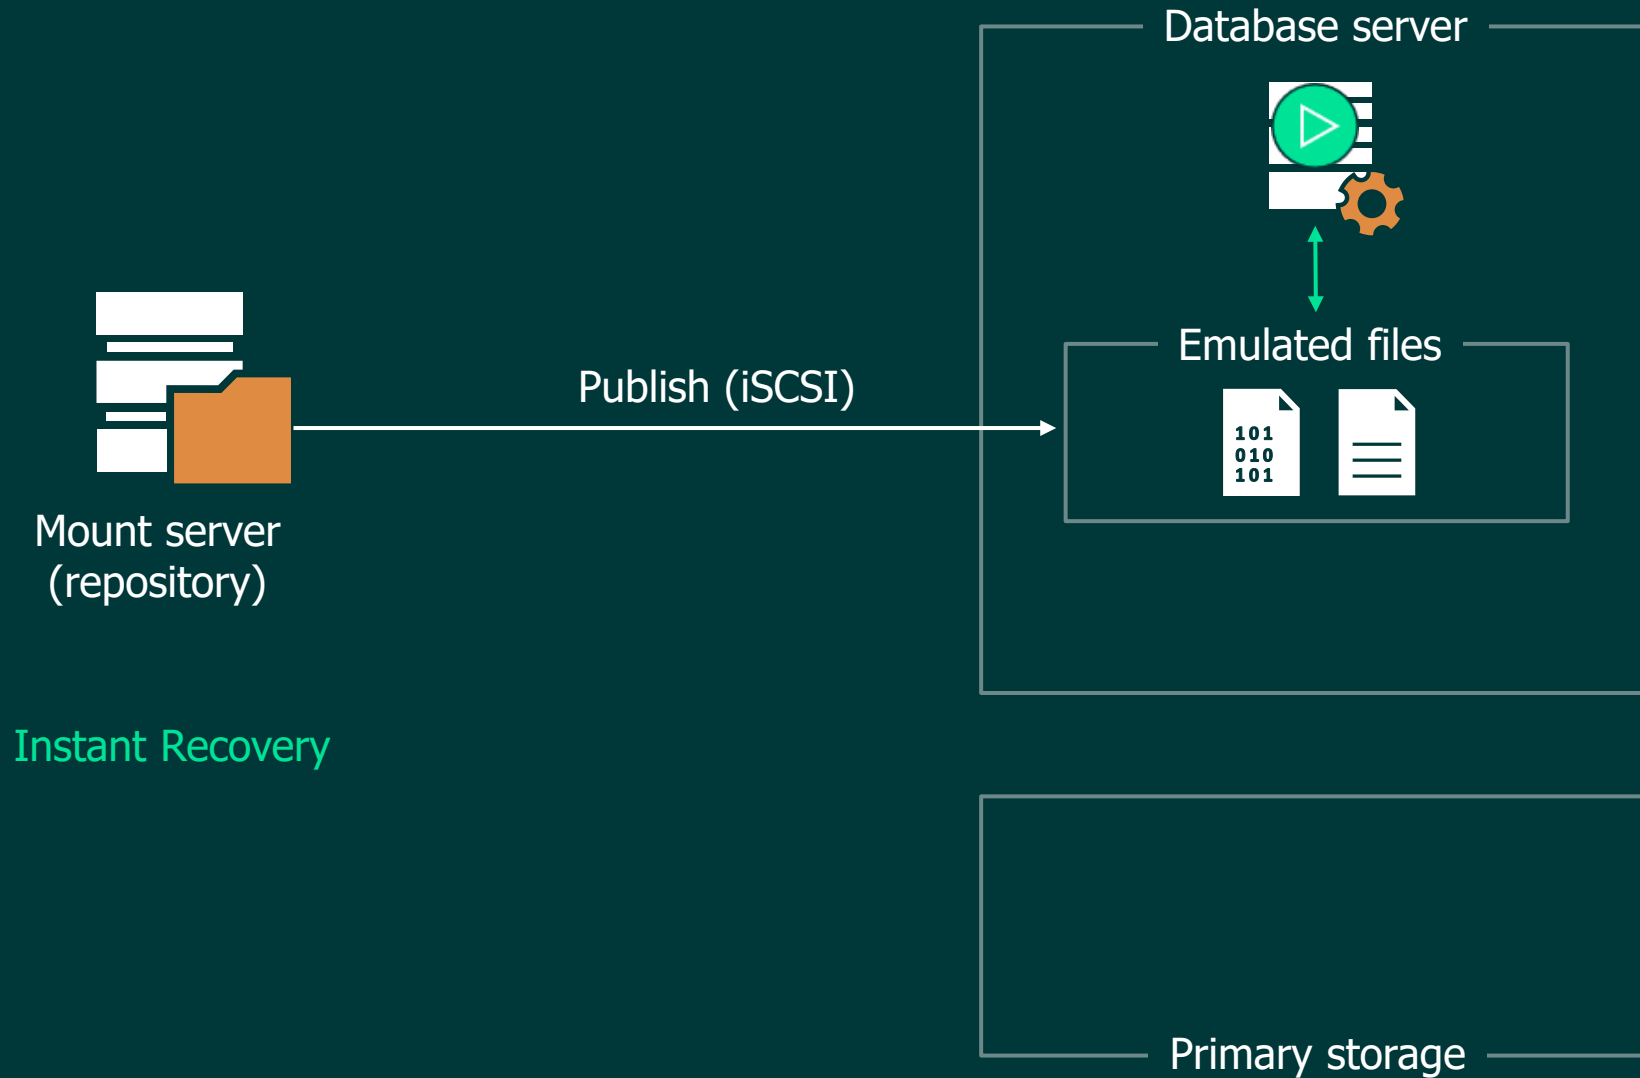 Database server
Emulated files
Publish (iSCSI)
101
010
101
Mount server
(repository)
Instant Recovery
Primary storage